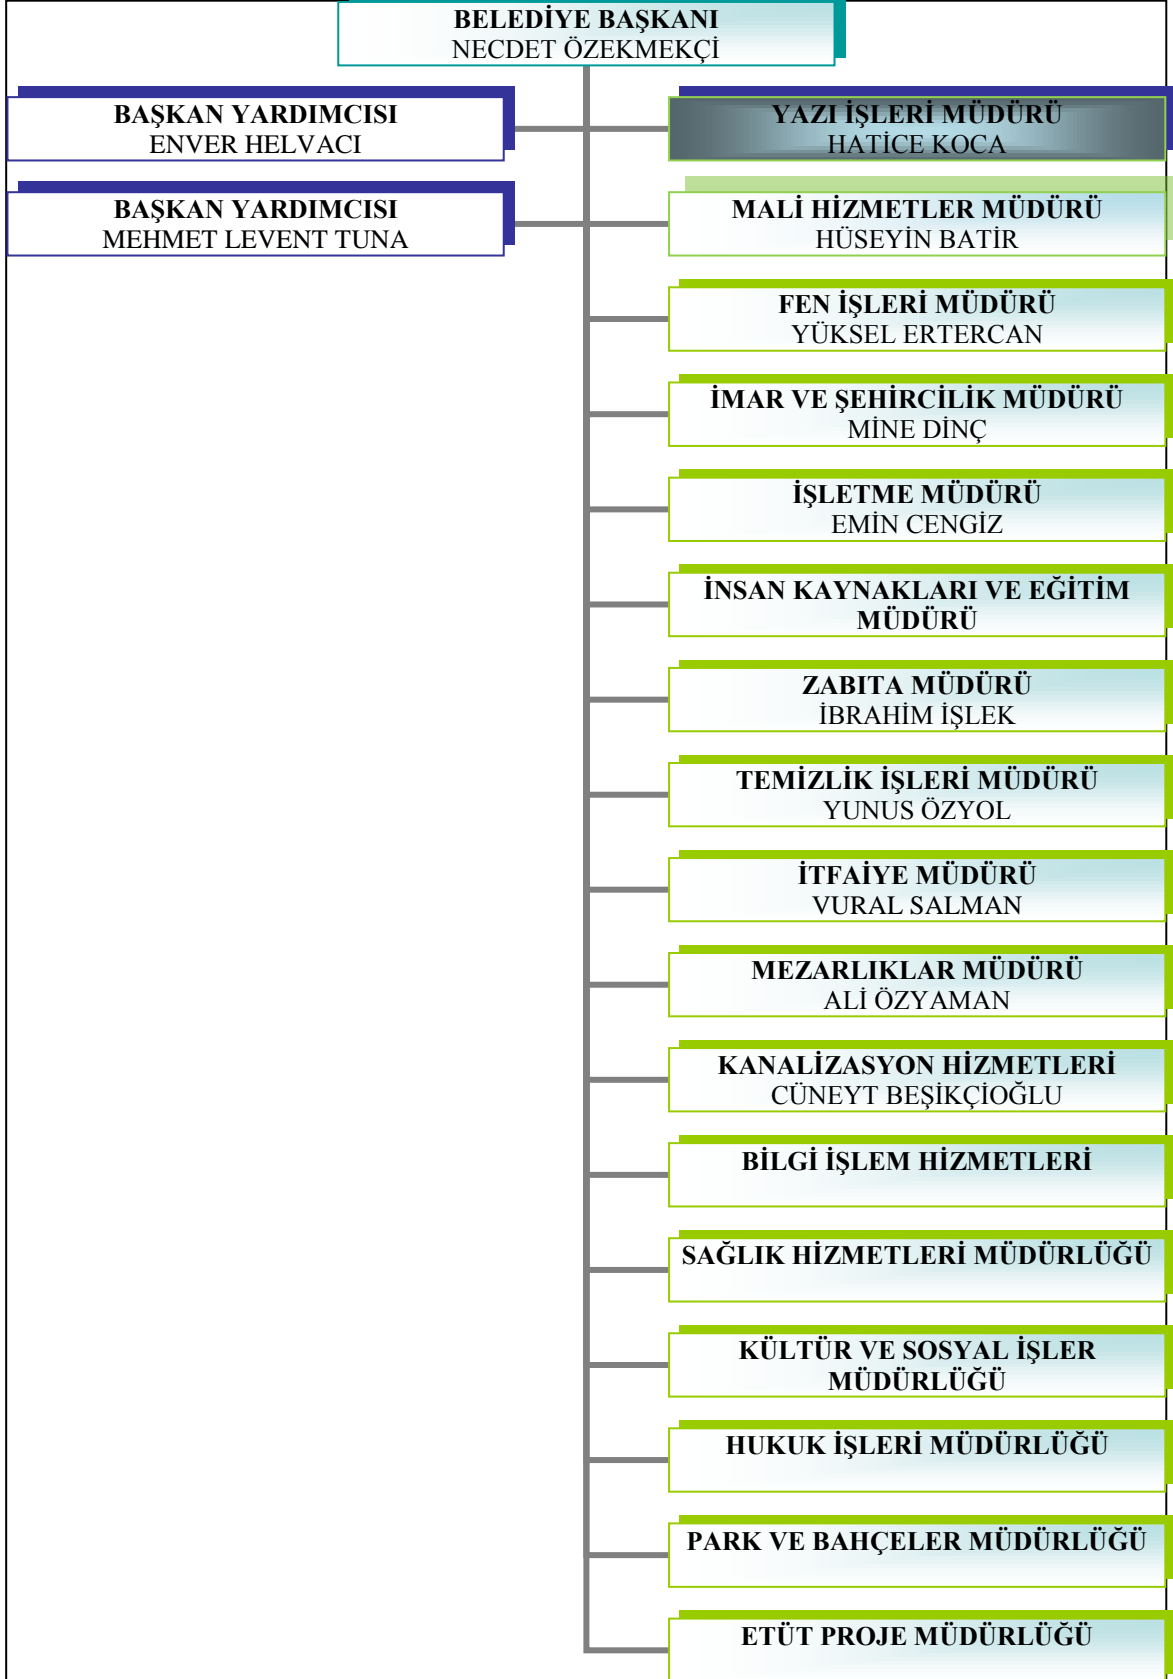 BELEDİYE BAŞKANI
NECDET ÖZEKMEKÇİ
BAŞKAN YARDIMCISI
ENVER HELVACI
YAZI İŞLERİ MÜDÜRÜ
HATİCE KOCA
BAŞKAN YARDIMCISI
MEHMET LEVENT TUNA
MALİ HİZMETLER MÜDÜRÜ
HÜSEYİN BATİR
FEN İŞLERİ MÜDÜRÜ
YÜKSEL ERTERCAN
İMAR VE ŞEHİRCİLİK MÜDÜRÜ
MİNE DİNÇ
İŞLETME MÜDÜRÜ
EMİN CENGİZ
İNSAN KAYNAKLARI VE EĞİTİM
MÜDÜRÜ
ZABITA MÜDÜRÜ
İBRAHİM İŞLEK
TEMİZLİK İŞLERİ MÜDÜRÜ
YUNUS ÖZYOL
İTFAİYE MÜDÜRÜ
VURAL SALMAN
MEZARLIKLAR MÜDÜRÜ
ALİ ÖZYAMAN
KANALİZASYON HİZMETLERİ
CÜNEYT BEŞİKÇİOĞLU
BİLGİ İŞLEM HİZMETLERİ
SAĞLIK HİZMETLERİ MÜDÜRLÜĞÜ
KÜLTÜR VE SOSYAL İŞLER
MÜDÜRLÜĞÜ
HUKUK İŞLERİ MÜDÜRLÜĞÜ
PARK VE BAHÇELER MÜDÜRLÜĞÜ
ETÜT PROJE MÜDÜRLÜĞÜ